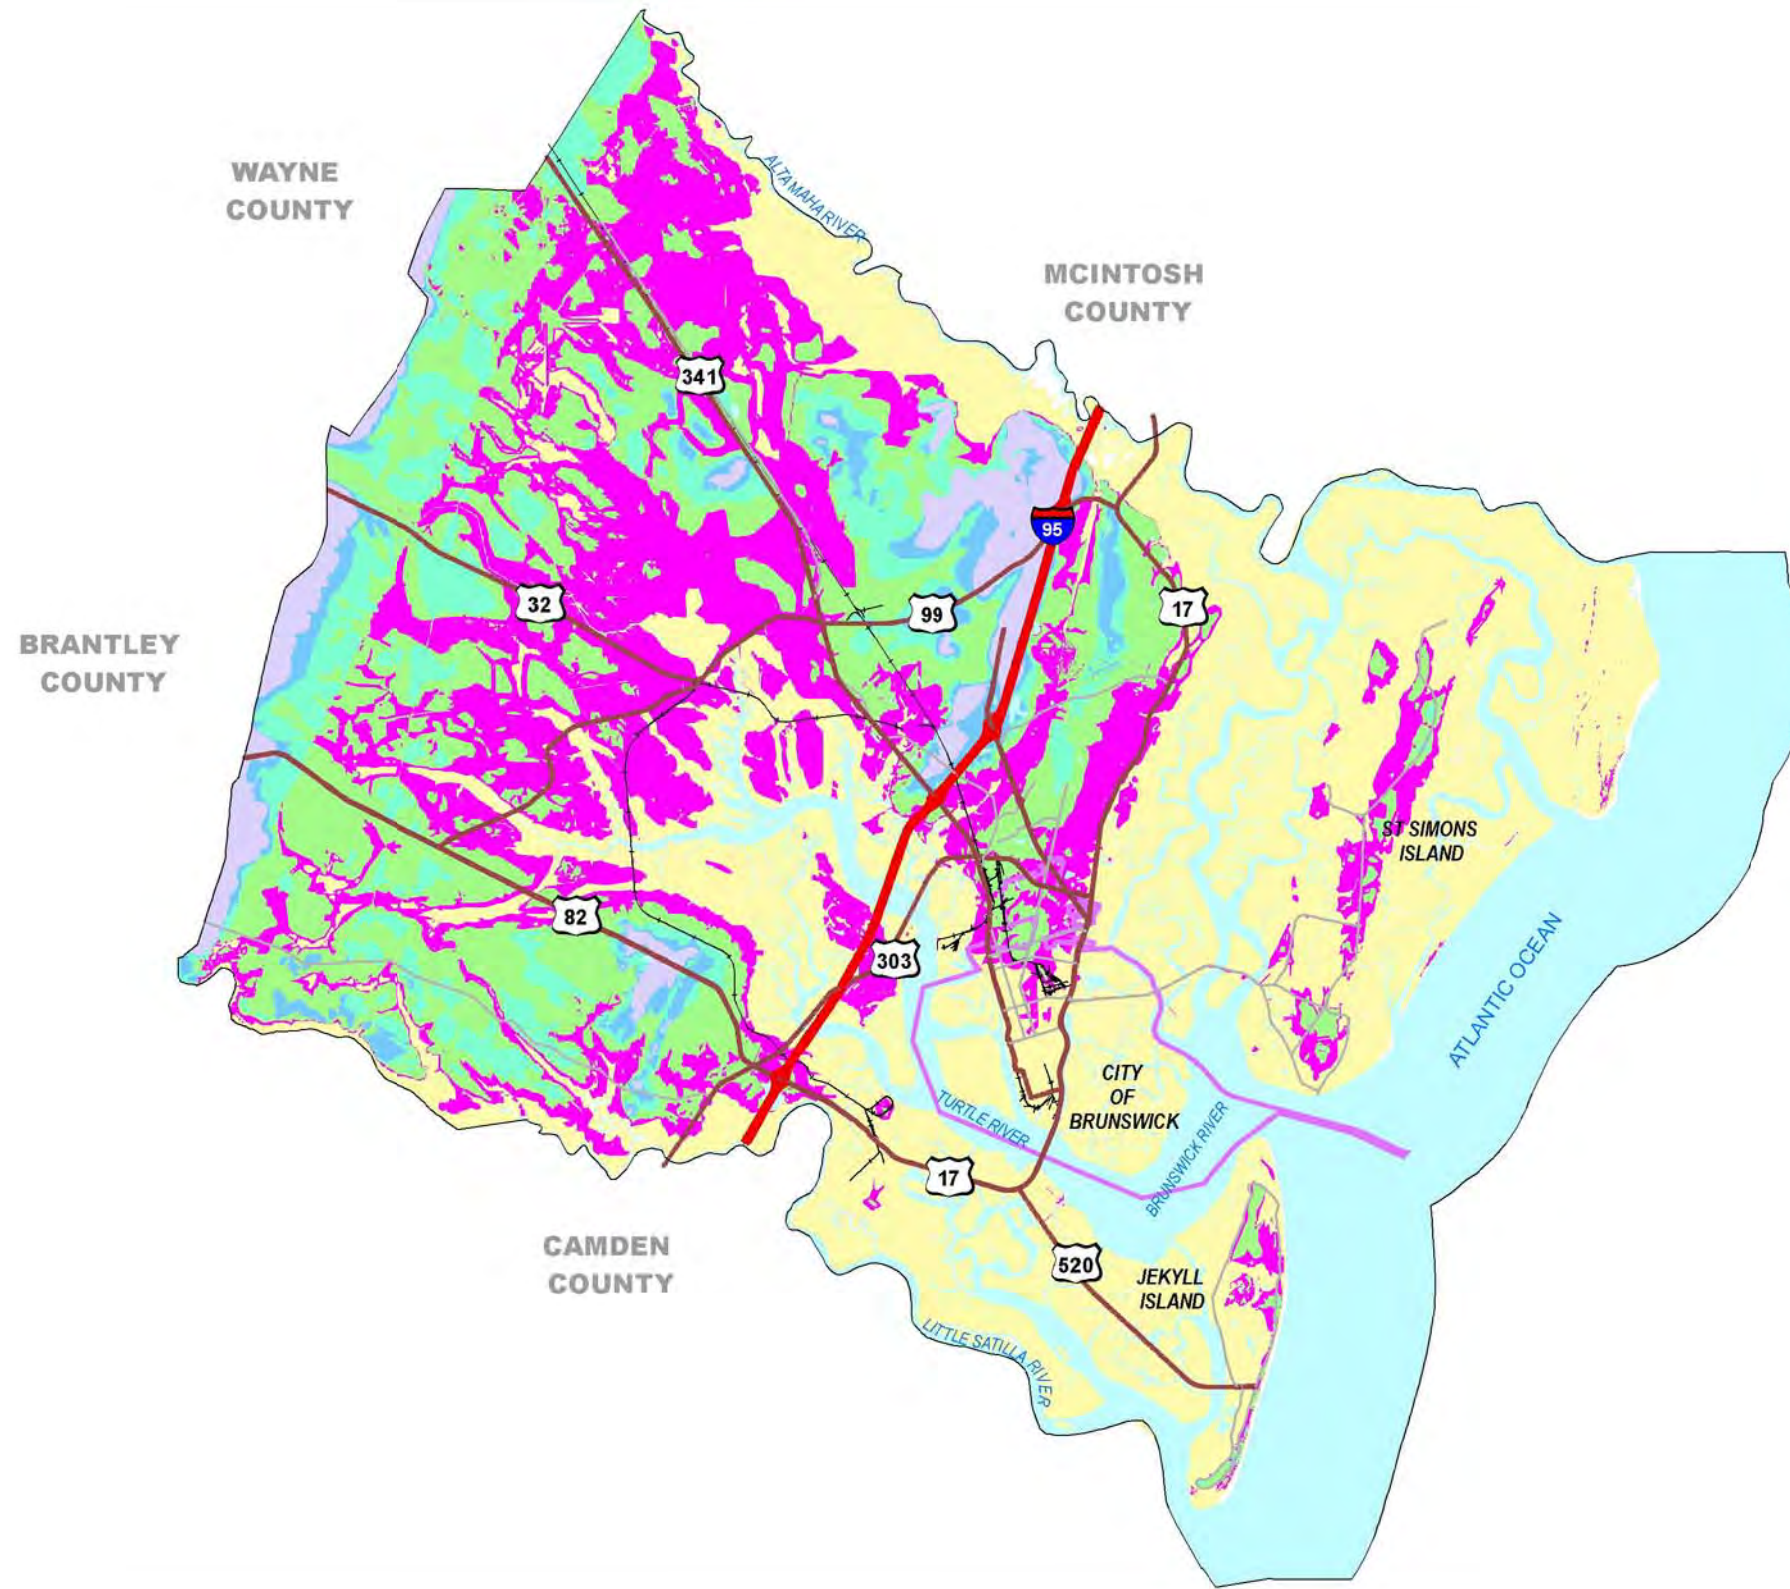 WAYNE
COUNTY
ALTAMAHA RIVER
MCINTOSH
COUNTY
341
95
32
99
17
BRANTLEY
COUNTY
ST SIMONS
ISLAND
82
303
ATLANTIC OCEAN
CITY
OF
BRUNSWICK
TURTLE RIVER
BRUNSWICK RIVER
17
CAMDEN
COUNTY
520
JEKYLL
ISLAND
LITTLE SATILLA RIVER